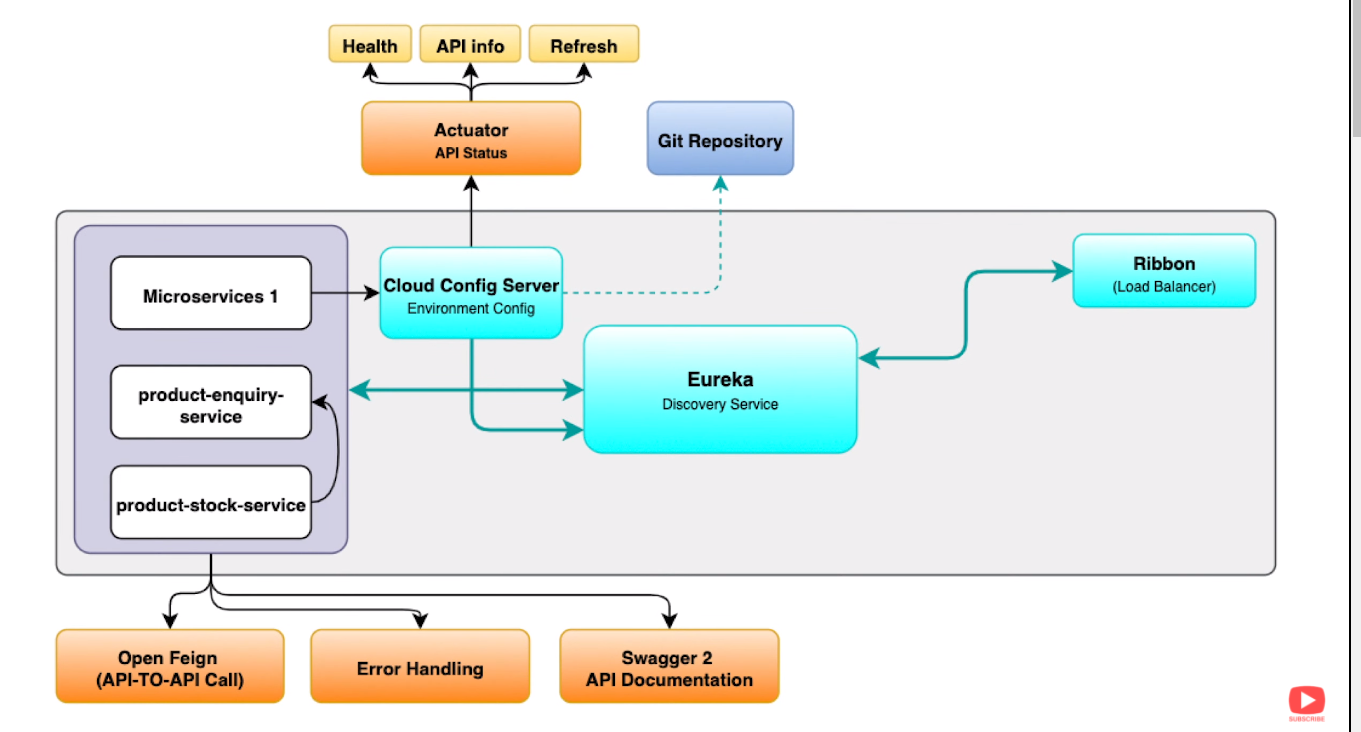 Health
API info
Refresh
Actuator
API Status
Git Repository
Cloud Config Server
Environment Config
Ribbon
(Load Balancer)
Microservices 1
Eureka
Discovery Service
product-enquiry-
service
product-stock-service
Open Feign
(API-TO-API Call)
Error Handling
Swagger 2
API Documentation
SUBSCRIBE